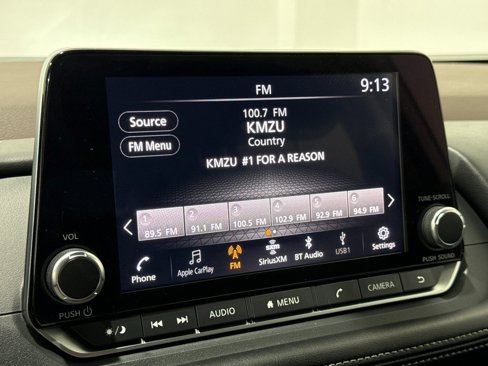 FM
9:13
100.7 FM
KMZU
Country
Source
FM Menu
KMZU #1 FOR A REASON
1 2 3 4 5 6
89.5 FM 91.1 FM 100.5 FM 102.9 FM 92.9 FM 94.9 FM
Phone Apple CarPlay FM SiriusXM BT Audio USB1 Settings
sxm
VOL
PUSH
TUNE·SCROLL
PUSH SOUND
AUDIO MENU CAMERA